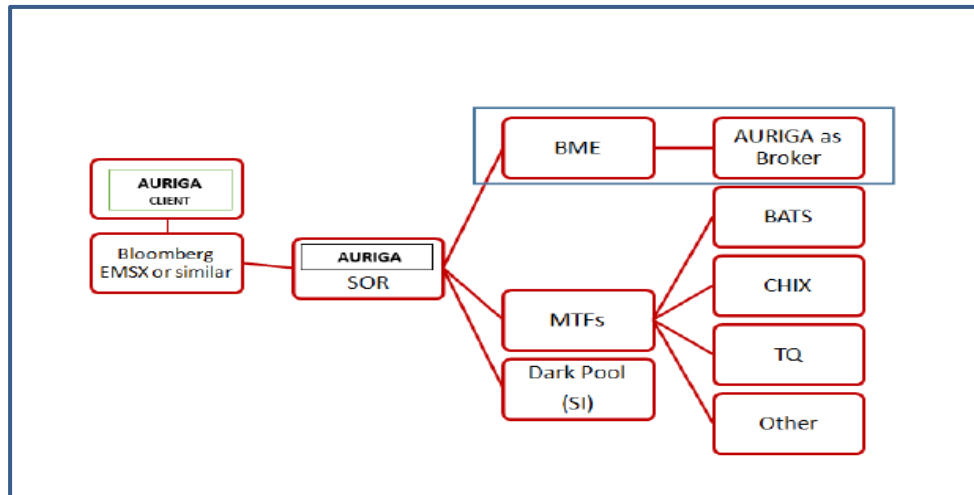 AURIGA
CLIENT
Bloomberg
EMSX or similar
AURIGA
SOR
BME
AURIGA as
Broker
MTFs
Dark Pool
(SI)
BATS
CHIX
TQ
Other